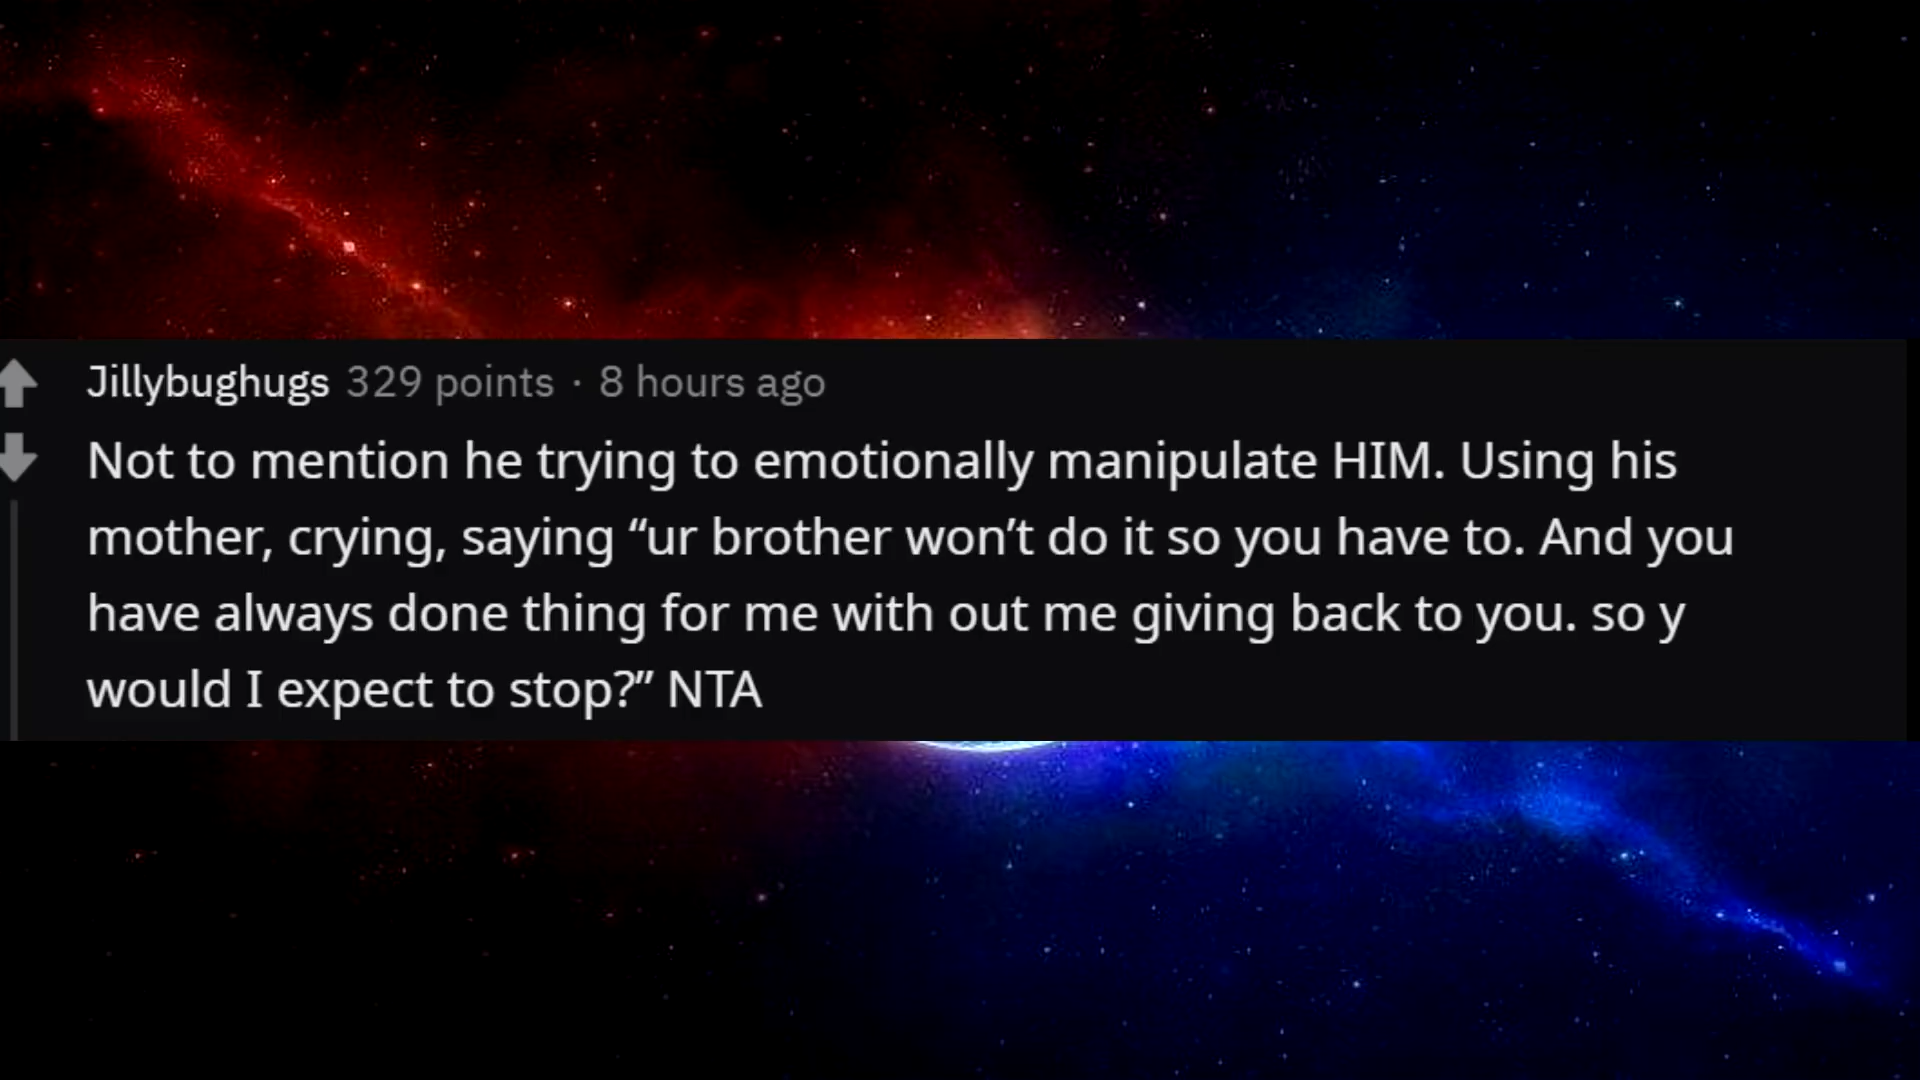 Jillybughugs 329 points · 8 hours ago
Not to mention he trying to emotionally manipulate HIM. Using his
mother, crying, saying “ur brother won’t do it so you have to. And you
have always done thing for me with out me giving back to you. so y
would I expect to stop?” NTA